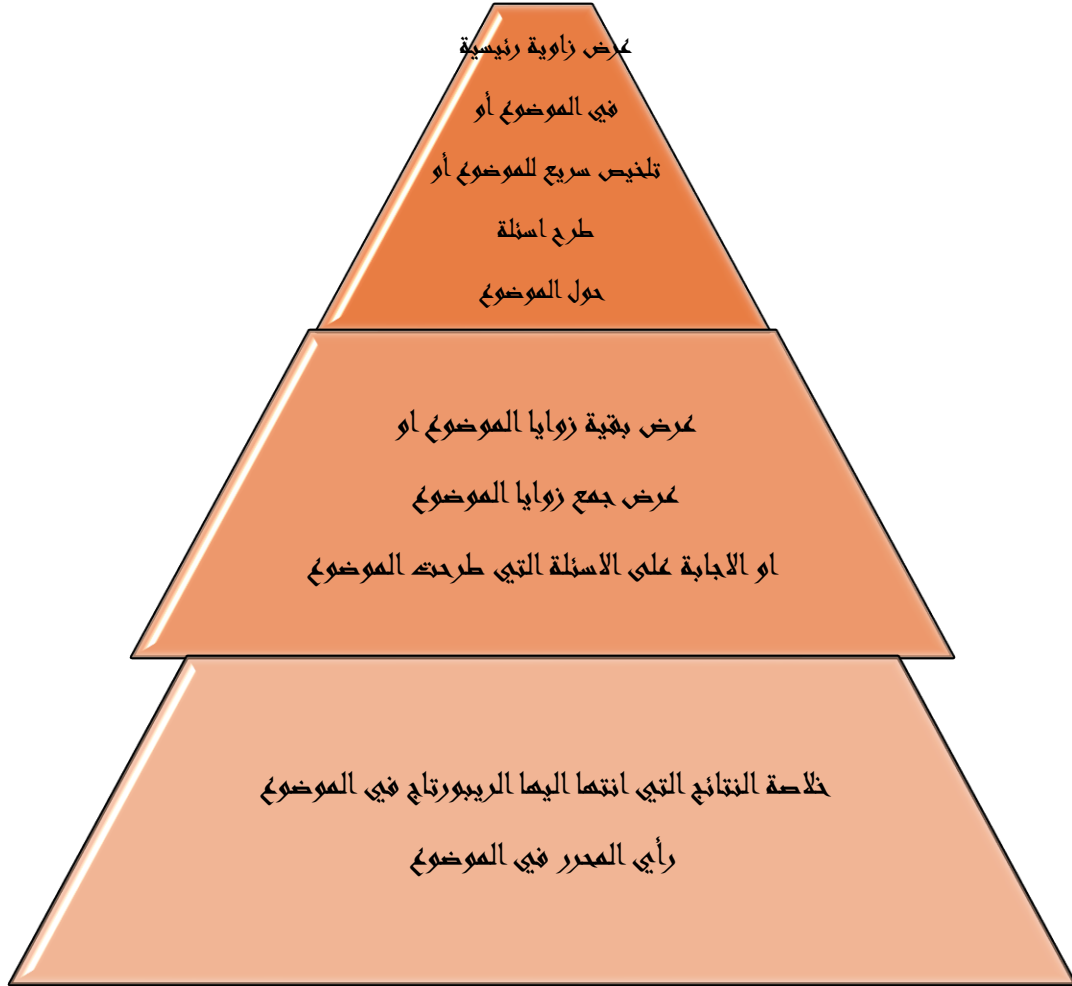 عرض زاوية رئيسية
في الموضوع أو
تلخيص سريع للموضوع أو
طرح اسئلة
حول الموضوع
عرض بقية زوايا الموضوع او
عرض جمع زوايا الموضوع
او الاجابة على الاسئلة التي طرحت الموضوع
خلاصة النتائج التي انتها اليها الريبورتاج في الموضوع
رأي المحرر في الموضوع